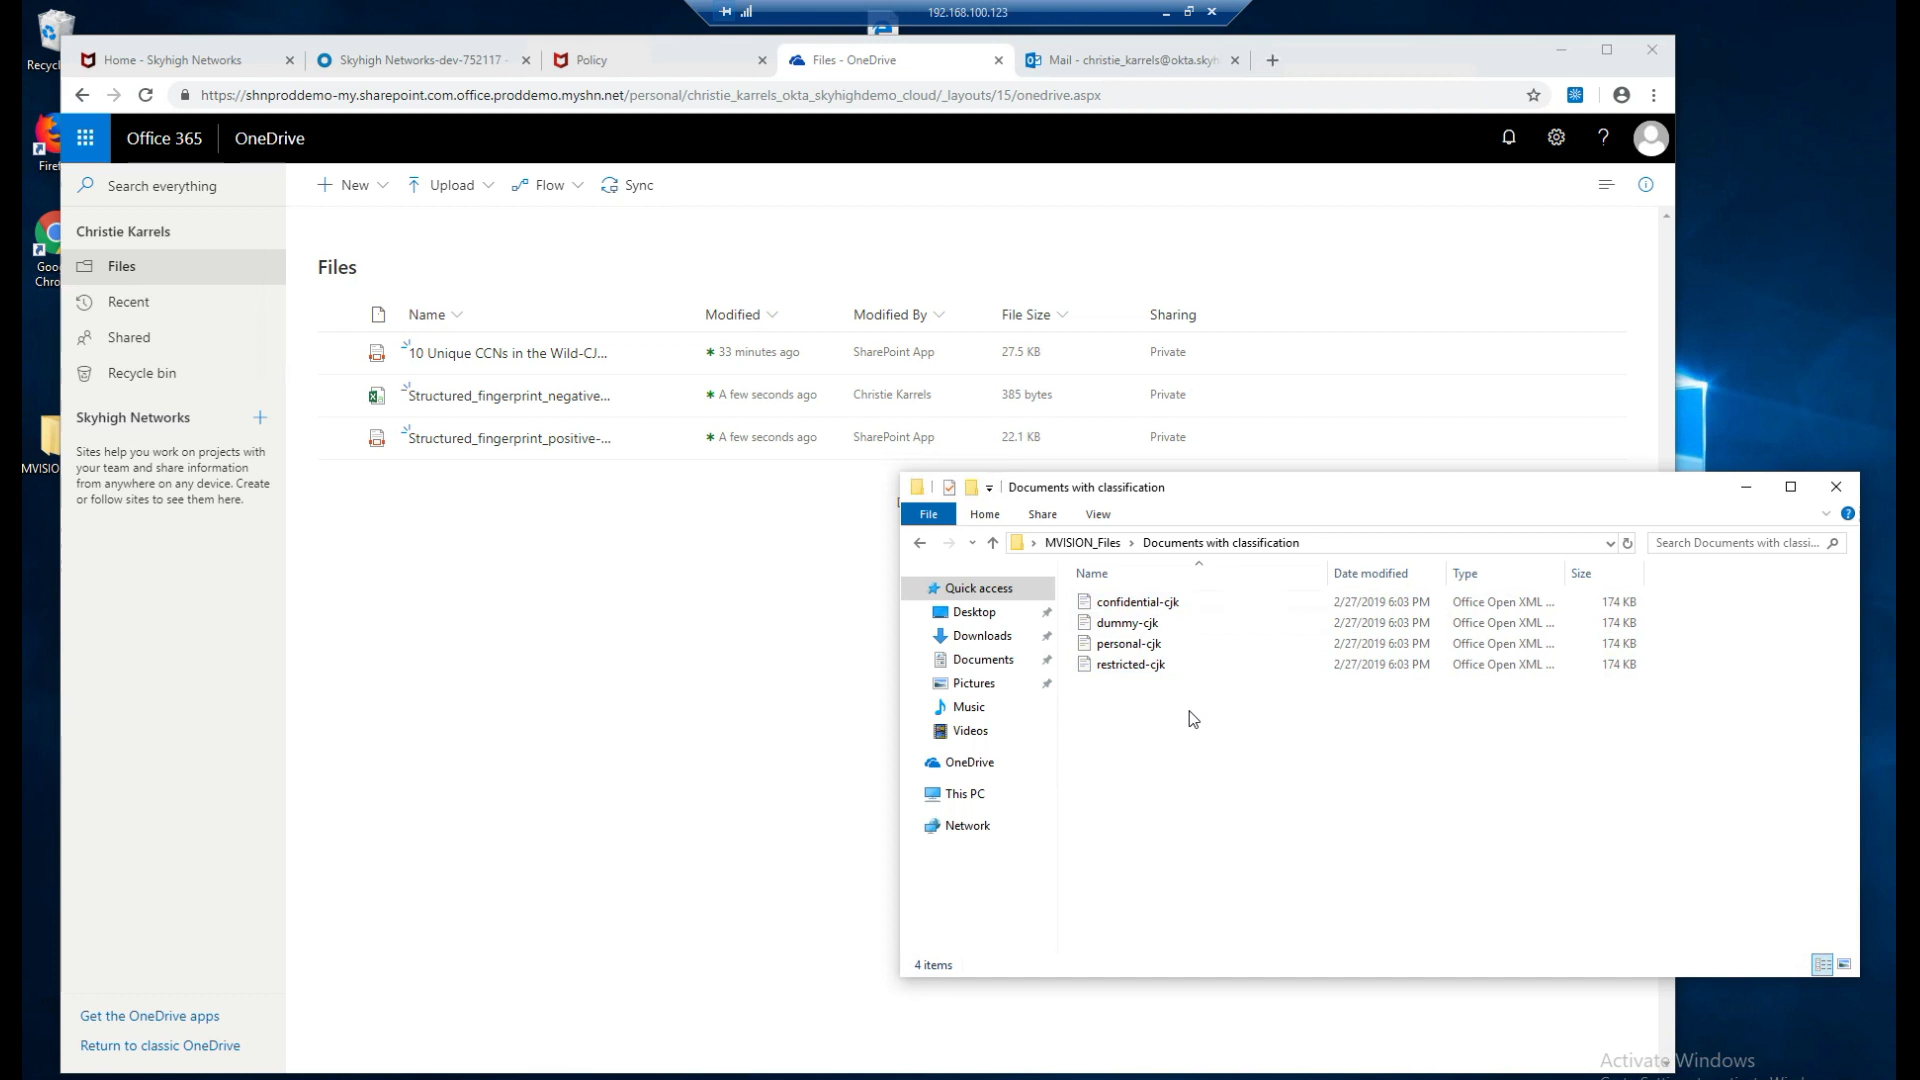 192.168.100.123
Home - Skyhigh Networks
Skyhigh Networks-dev-752117 -
Policy
Files - OneDrive
Mail - christie_karrels@okta.skyh
https://shnproddemo-my.sharepoint.com.office.proddemo.myshn.net/personal/christie_karrels_okta_skyhighdemo_cloud/_layouts/15/onedrive.aspx
Recycl
Firef
Goo
Chro
MVISIO
Office 365
OneDrive
Search everything
New
Upload
Flow
Sync
Christie Karrels
Files
Recent
Shared
Recycle bin
Skyhigh Networks
Sites help you work on projects with
your team and share information
from anywhere on any device. Create
or follow sites to see them here.
Get the OneDrive apps
Return to classic OneDrive
Files
Name Modified Modified By File Size Sharing
10 Unique CCNs in the Wild-CJ... 33 minutes ago SharePoint App 27.5 KB Private
Structured_fingerprint_negative... A few seconds ago Christie Karrels 385 bytes Private
Structured_fingerprint_positive-... A few seconds ago SharePoint App 22.1 KB Private
Documents with classification
File Home Share View
MVISION_Files > Documents with classification
Search Documents with classi...
Quick access
Desktop
Downloads
Documents
Pictures
Music
Videos
OneDrive
This PC
Network
Name Date modified Type Size
confidential-cjk 2/27/2019 6:03 PM Office Open XML ... 174 KB
dummy-cjk 2/27/2019 6:03 PM Office Open XML ... 174 KB
personal-cjk 2/27/2019 6:03 PM Office Open XML ... 174 KB
restricted-cjk 2/27/2019 6:03 PM Office Open XML ... 174 KB
4 items
Activate Windows